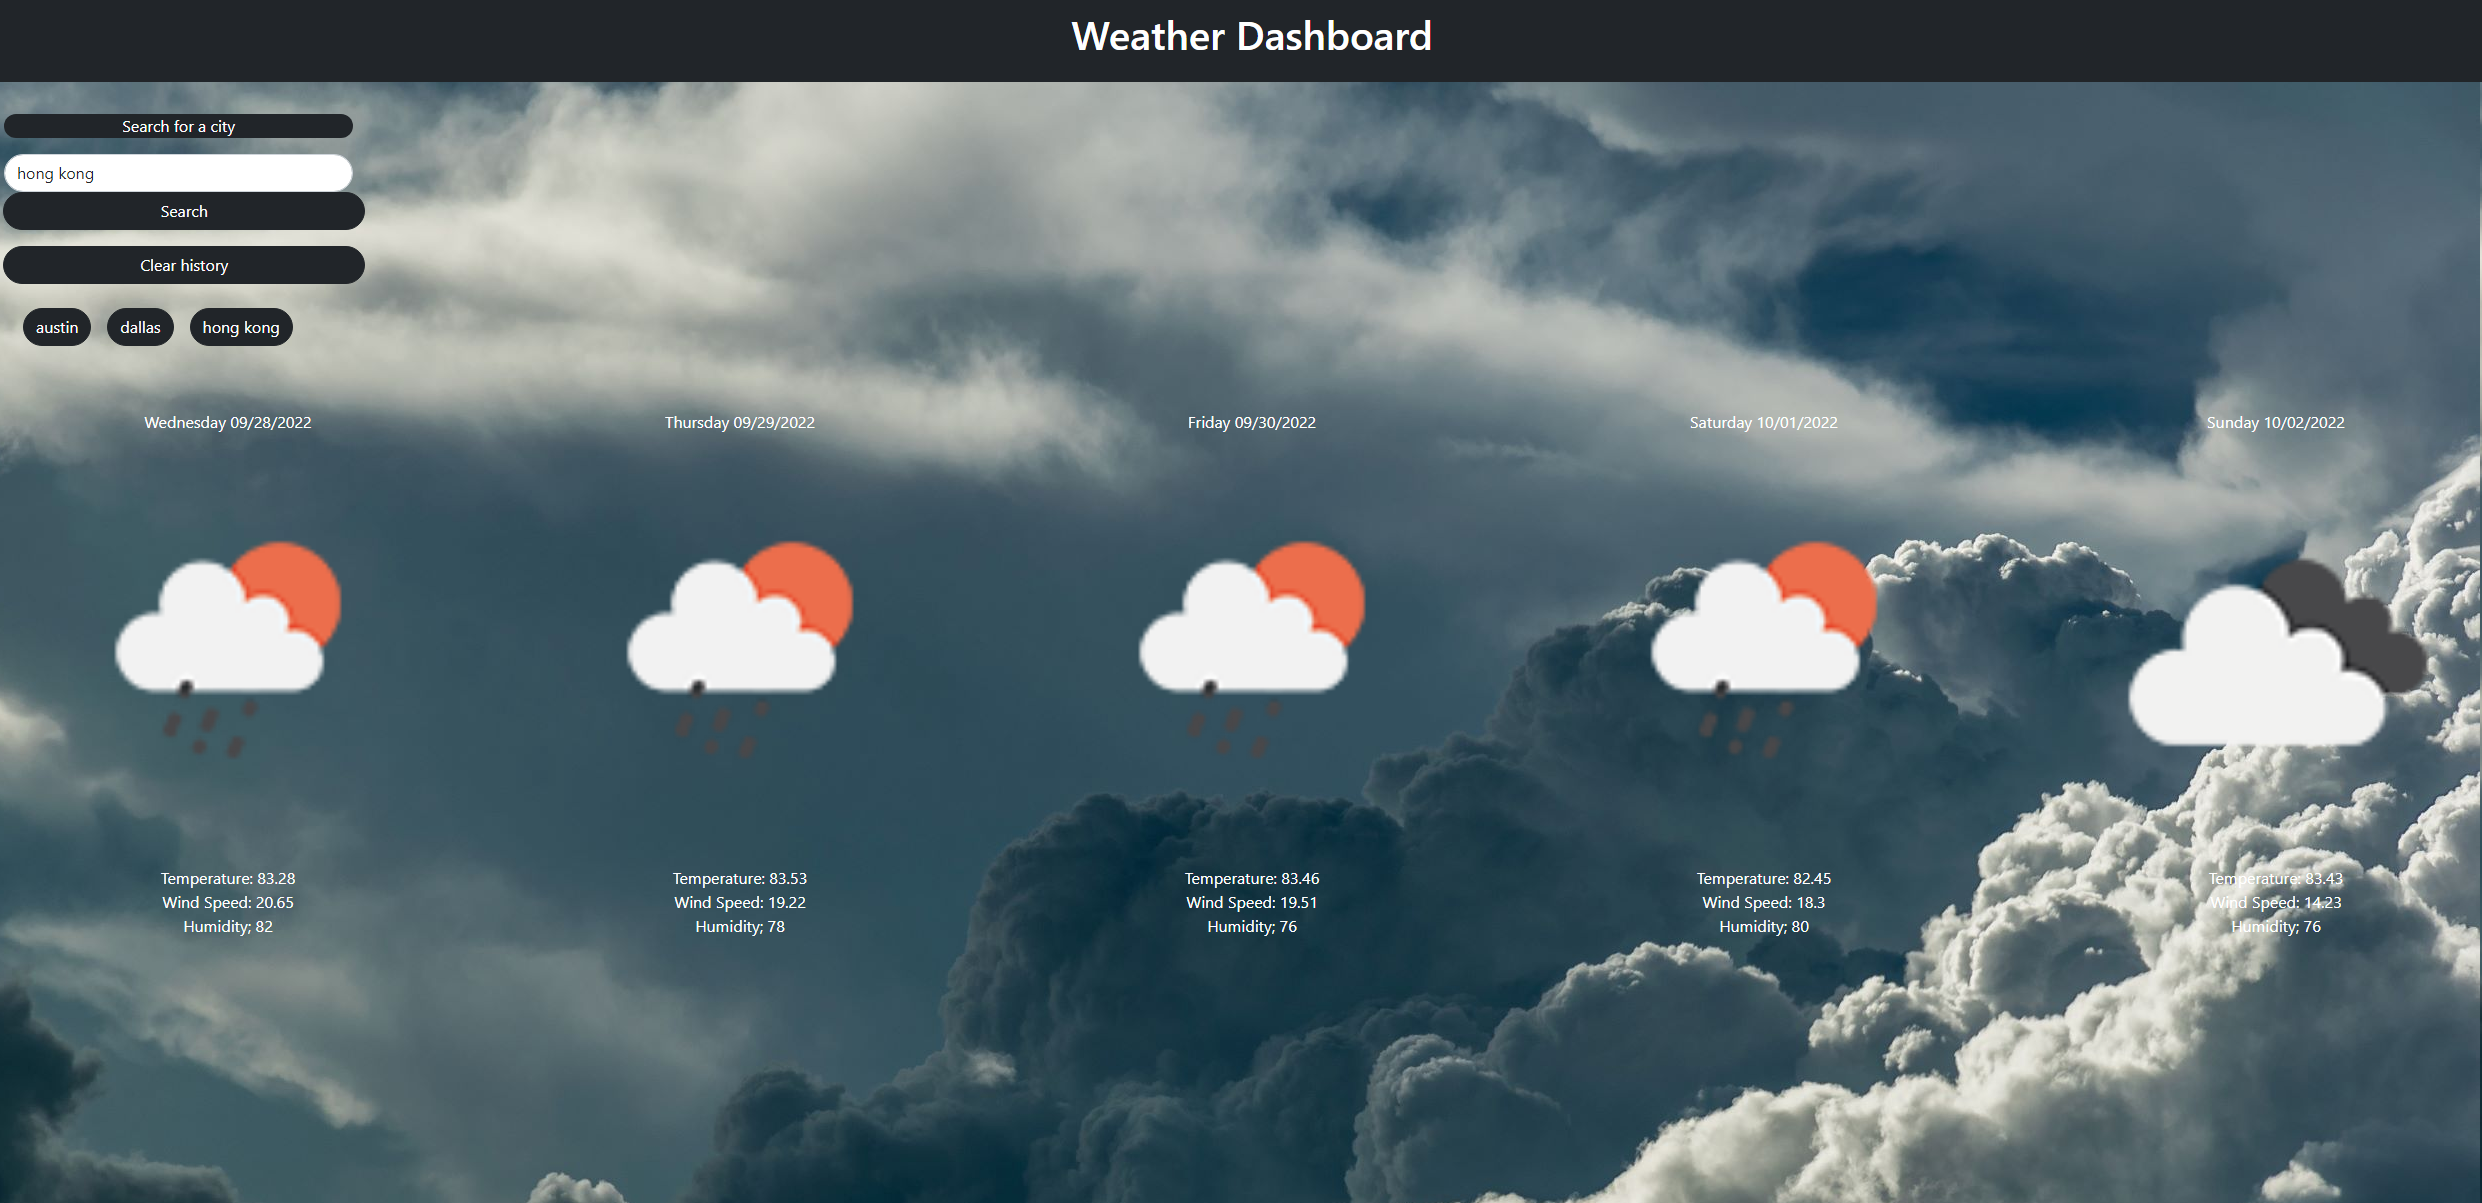 Weather Dashboard
Search for a city
hong kong
Search
Clear history
austin dallas hong kong
Wednesday 09/28/2022 Thursday 09/29/2022 Friday 09/30/2022 Saturday 10/01/2022 Sunday 10/02/2022
Temperature: 83.28 Temperature: 83.53 Temperature: 83.46 Temperature: 82.45 Temperature: 83.43
Wind Speed: 20.65 Wind Speed: 19.22 Wind Speed: 19.51 Wind Speed: 18.3 Wind Speed: 14.23
Humidity; 82 Humidity; 78 Humidity; 76 Humidity; 80 Humidity; 76